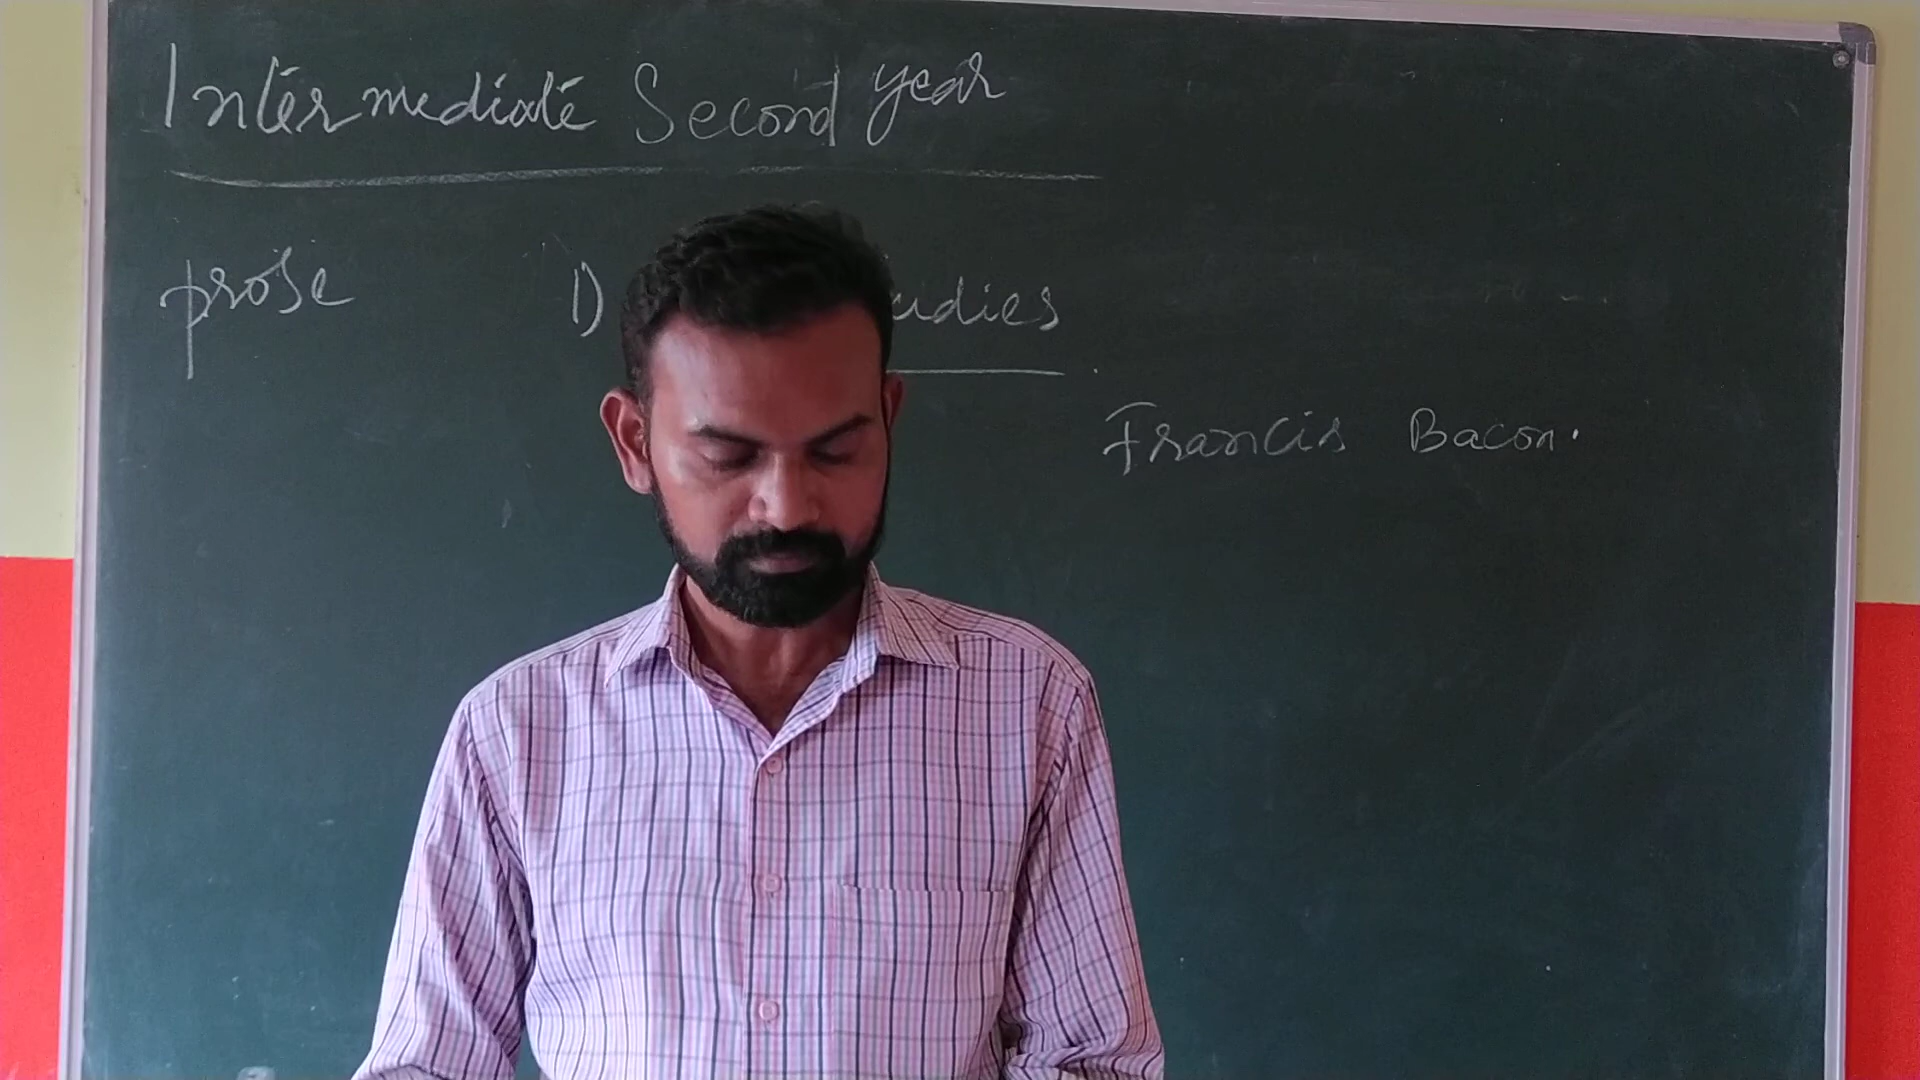 Intermediate Second year
prose 1) udies
Francis Bacon.